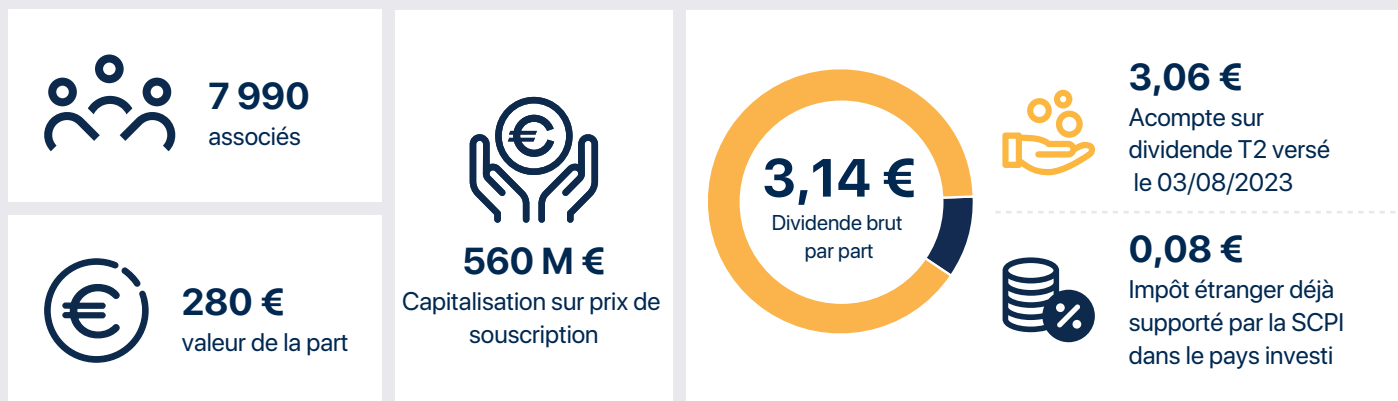 7 990
associés
280 €
valeur de la part
560 M €
Capitalisation sur prix de
souscription
3,14 €
Dividende brut
par part
3,06 €
Acompte sur
dividende T2 versé
le 03/08/2023
0,08 €
Impôt étranger déjà
supporté par la SCPI
dans le pays investi